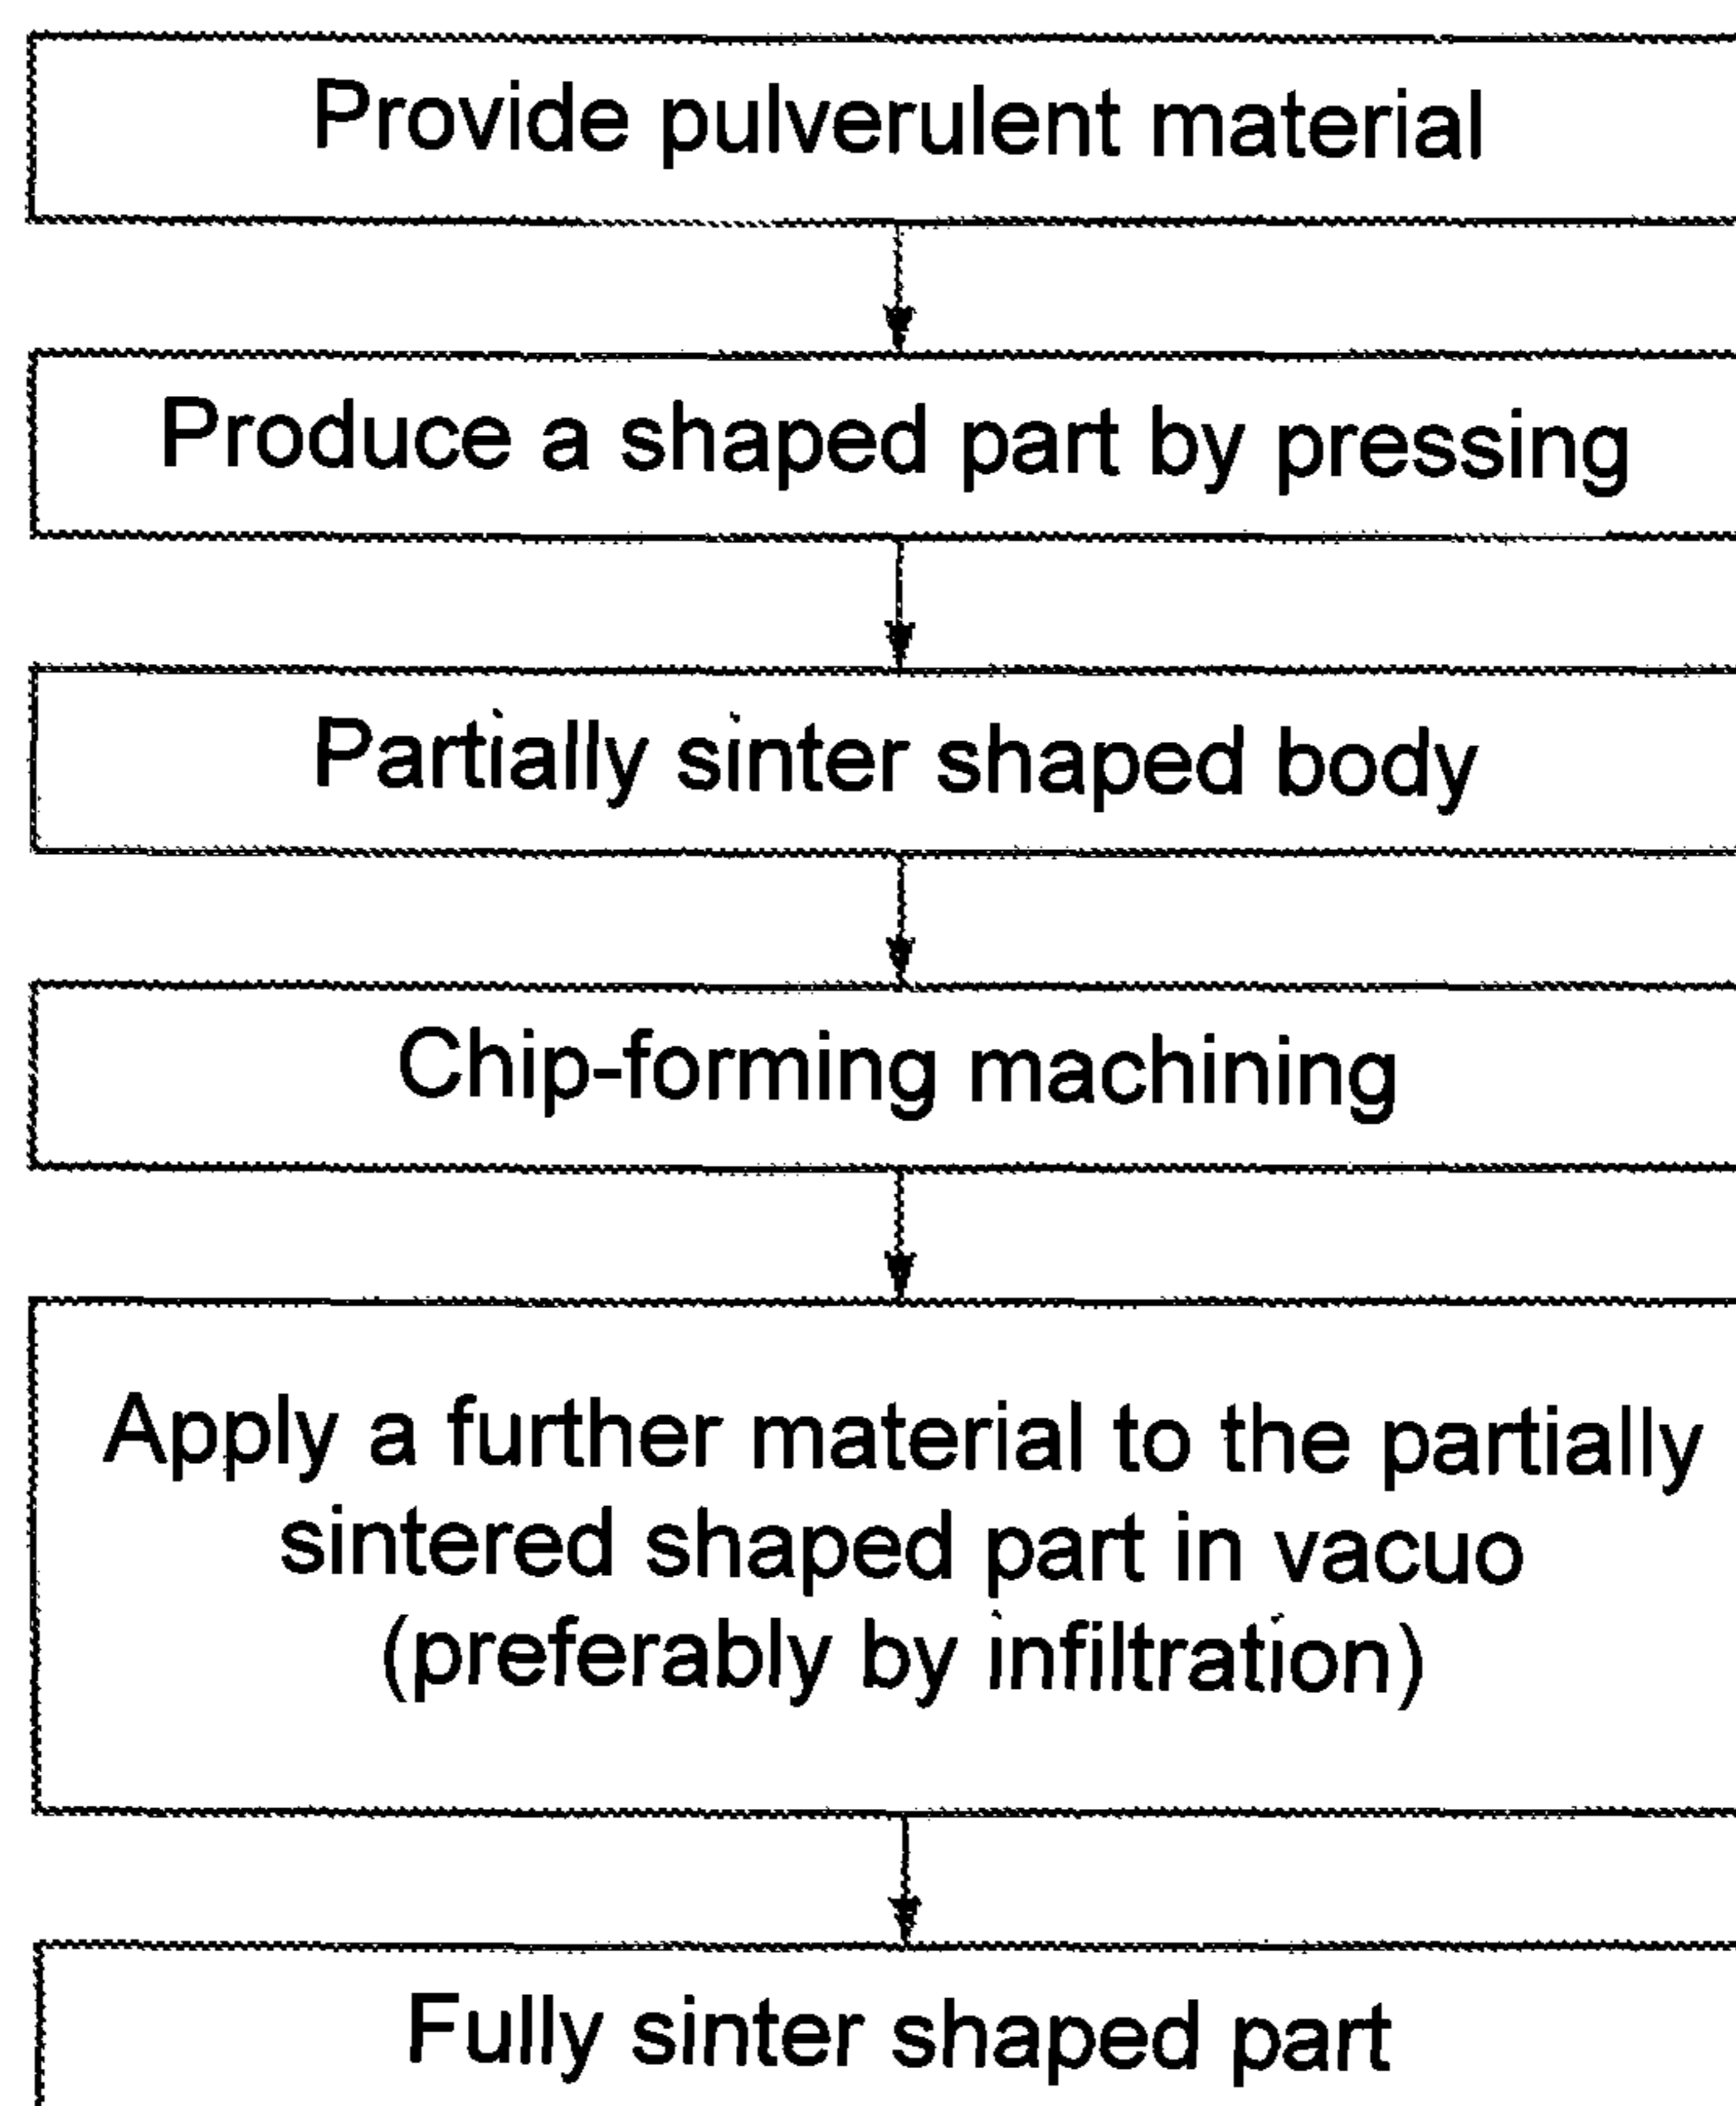 Provide pulverulent material
Produce a shaped part by pressing
Partially sinter shaped body
Chip-forming machining
Apply a further material to the partially
sintered shaped part in vacuo
(preferably by infiltration)
Fully sinter shaped part